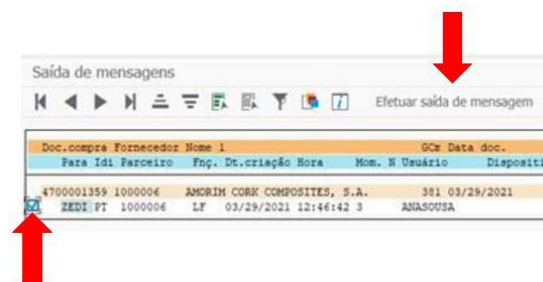 Saída de mensagens
Efetuar saída de mensagem
Doc.compra Fornecedor Nome 1 GCm Data doc.
Para Idi Parceiro Fnç. Dt.criação Hora Mom. N Usuário Dispositi
4700001359 1000006 AMORIM CORK COMPOSITES, S.A. 381 03/29/2021
ZEDI PT 1000006 LF 03/29/2021 12:46:42 3 ANASOUSA